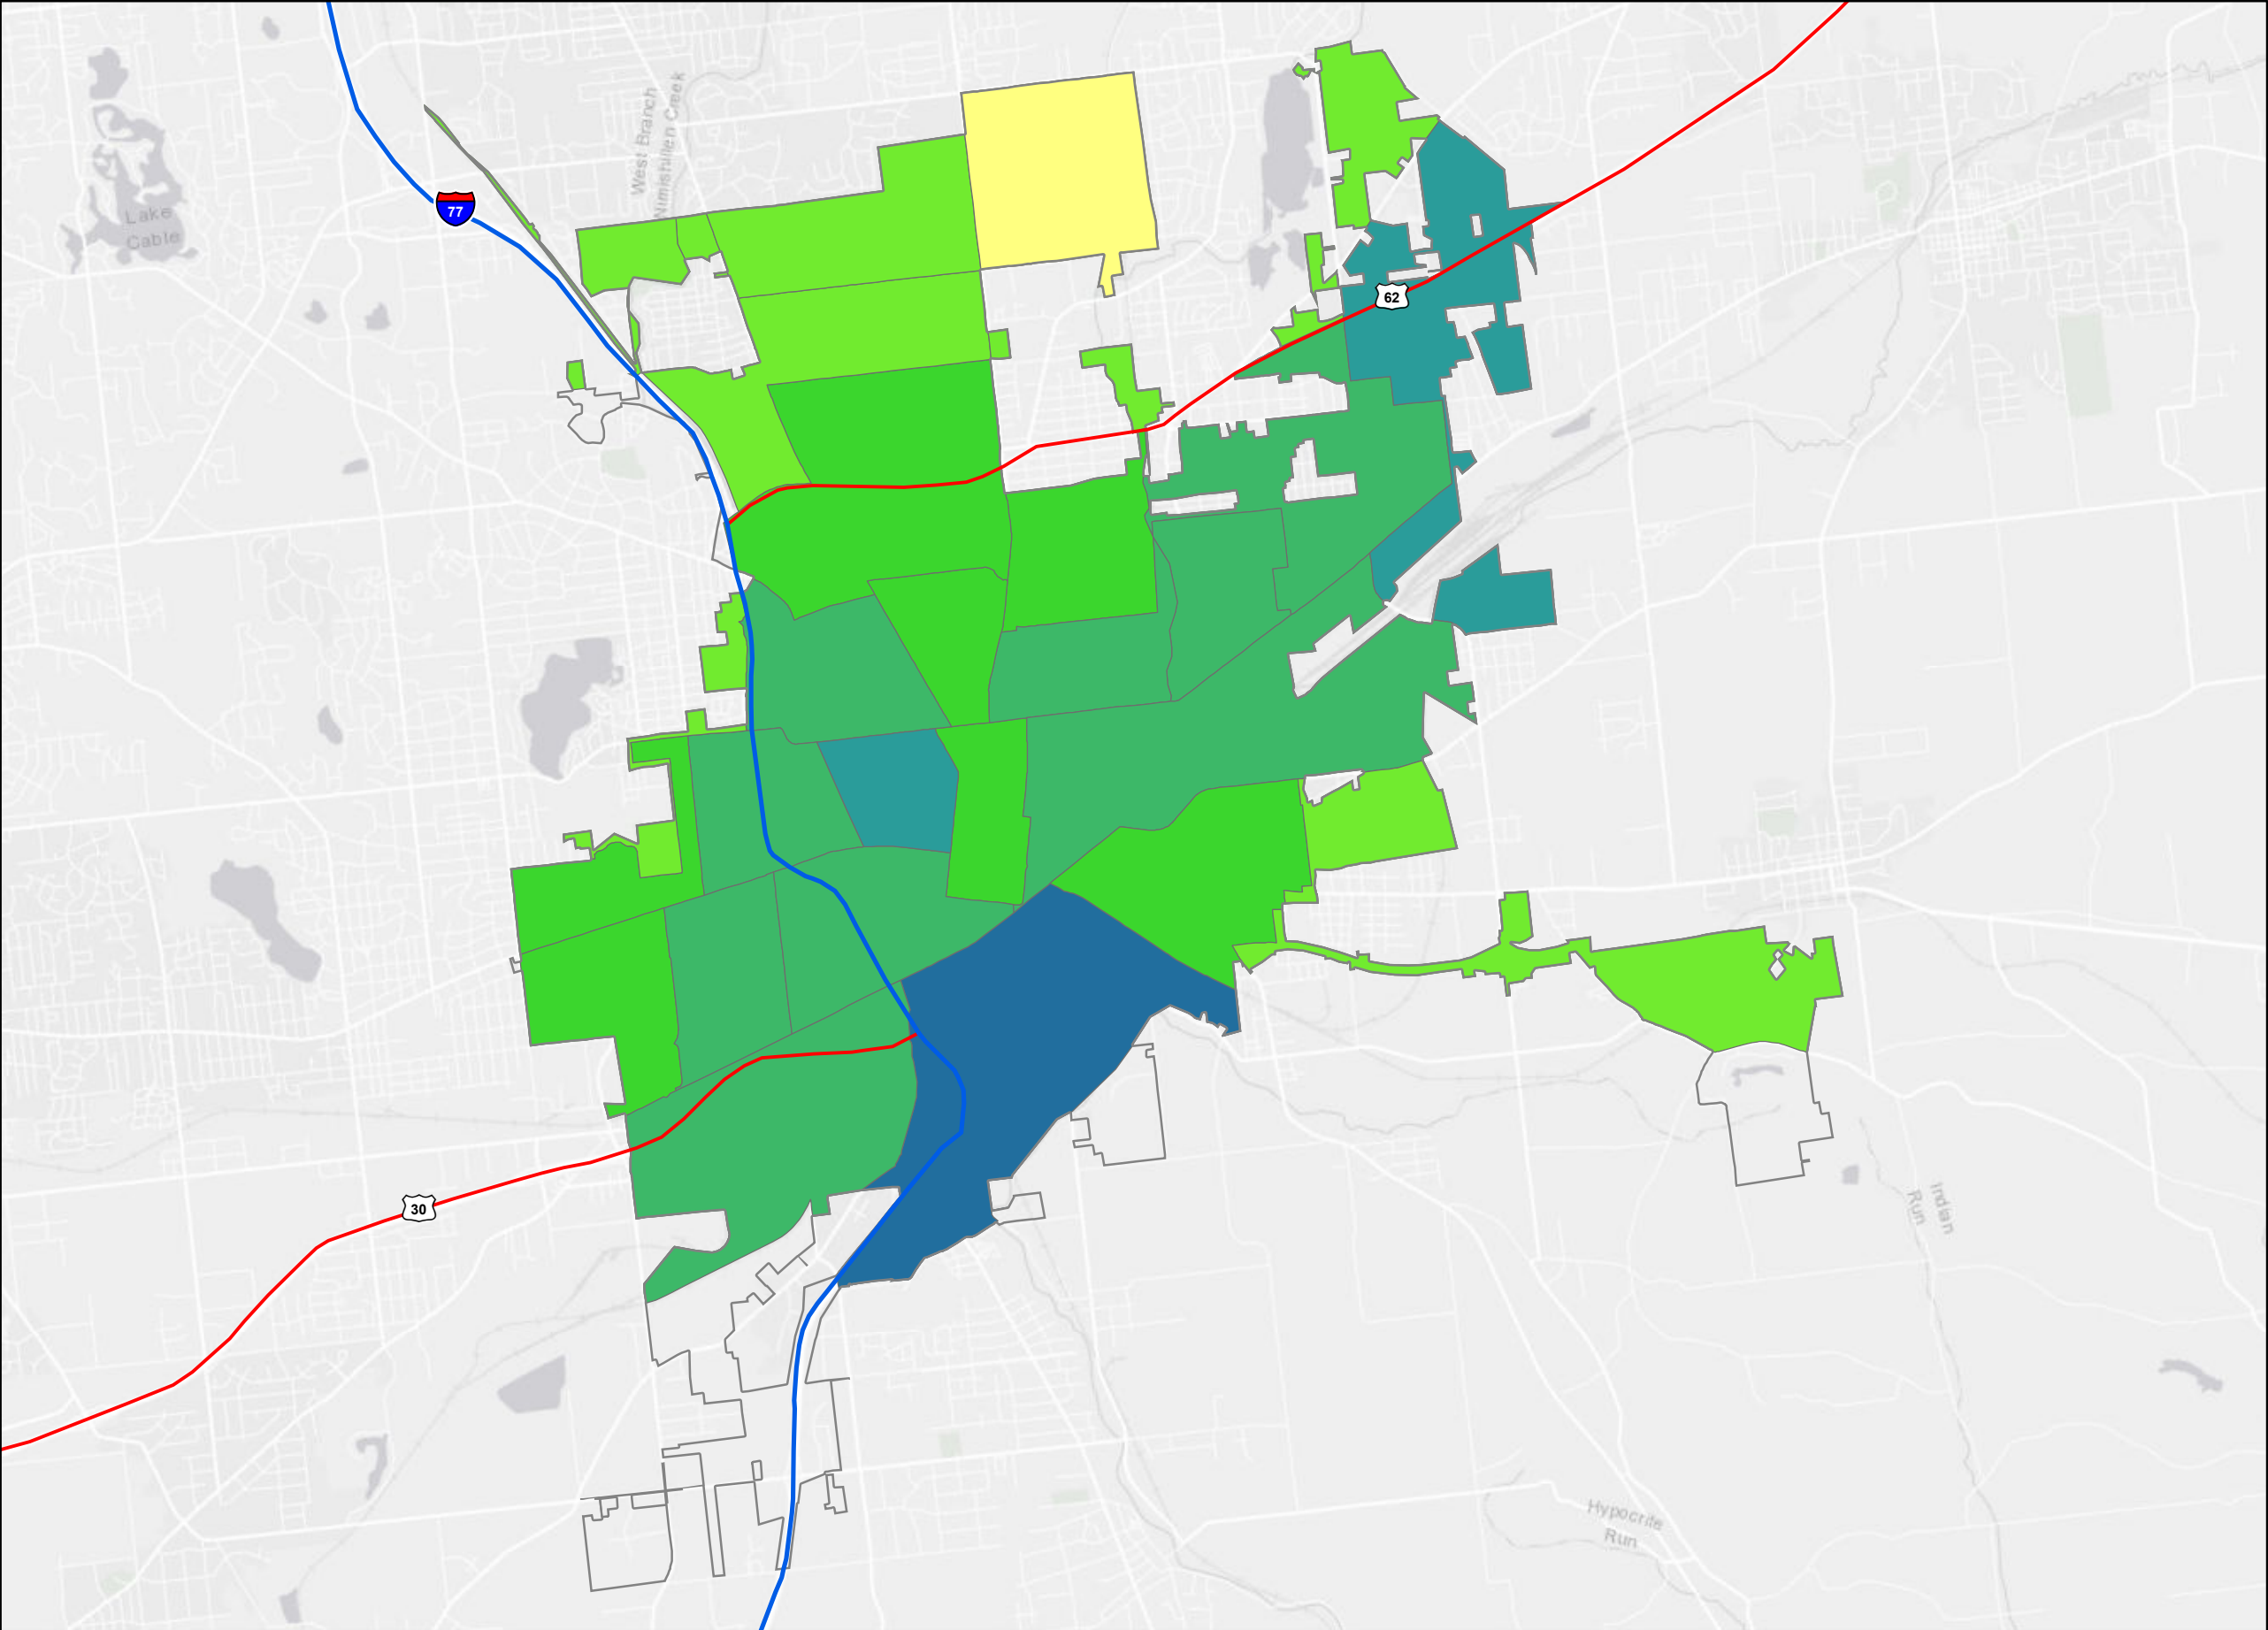 West Branch
Nimishillen Creek
Lake
Cable
77
62
30
Indian
Run
Hypocrite
Run